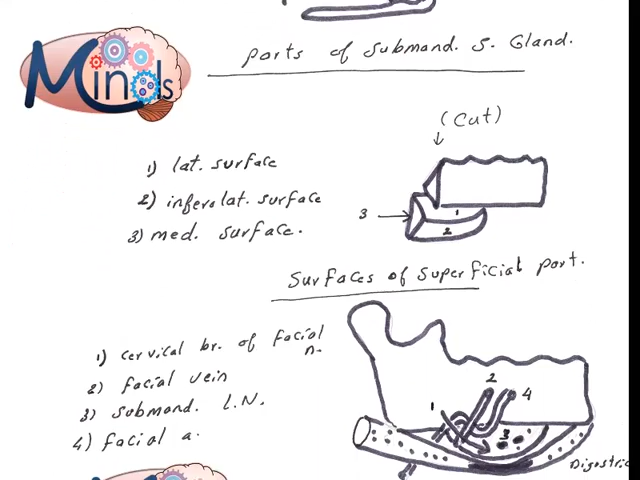 Minds
Parts of Submand. S. Gland.
(Cut)
1) lat. surface
2) inferolat. surface
3) med. surface.
3
1
2
Surfaces of superficial part.
1) cervical br. of facial
n.
2) facial vein
3) submand. L.N.
4) facial a.
2
4
1
3
Digastric